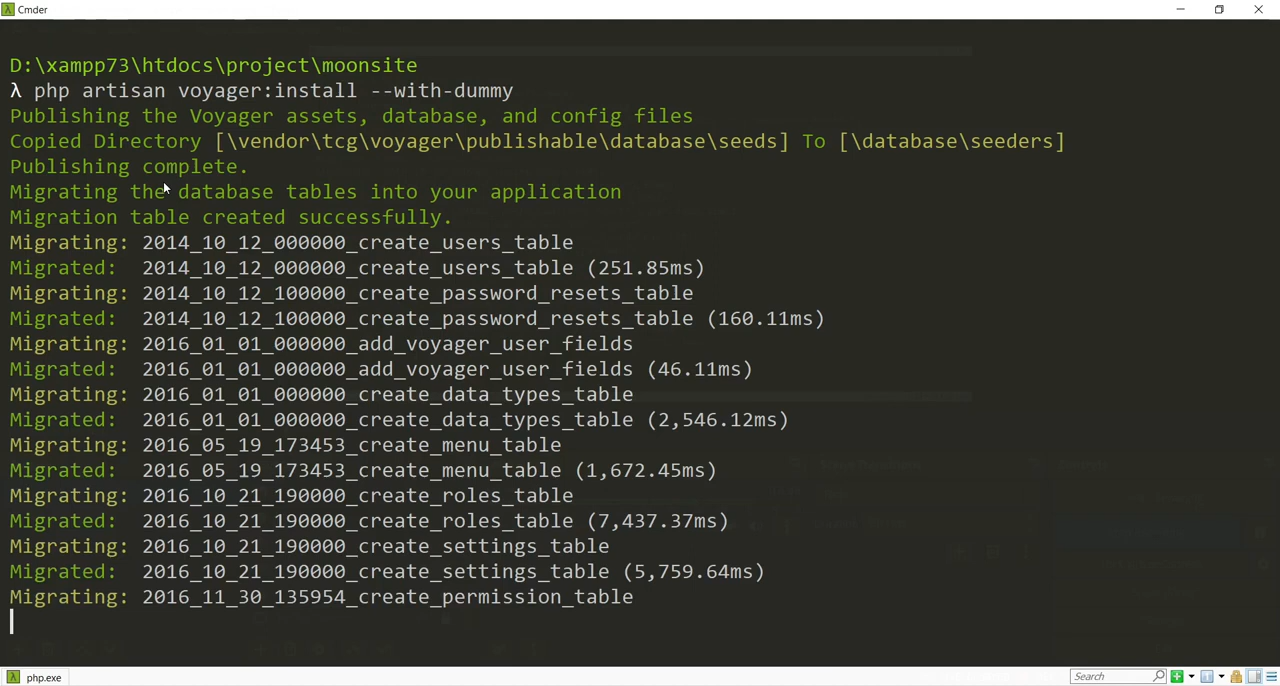 Cmder
D:\xampp73\htdocs\project\moonsite
λ php artisan voyager:install --with-dummy
Publishing the Voyager assets, database, and config files
Copied Directory [\vendor\tcg\voyager\publishable\database\seeds] To [\database\seeders]
Publishing complete.
Migrating the database tables into your application
Migration table created successfully.
Migrating: 2014_10_12_000000_create_users_table
Migrated:  2014_10_12_000000_create_users_table (251.85ms)
Migrating: 2014_10_12_100000_create_password_resets_table
Migrated:  2014_10_12_100000_create_password_resets_table (160.11ms)
Migrating: 2016_01_01_000000_add_voyager_user_fields
Migrated:  2016_01_01_000000_add_voyager_user_fields (46.11ms)
Migrating: 2016_01_01_000000_create_data_types_table
Migrated:  2016_01_01_000000_create_data_types_table (2,546.12ms)
Migrating: 2016_05_19_173453_create_menu_table
Migrated:  2016_05_19_173453_create_menu_table (1,672.45ms)
Migrating: 2016_10_21_190000_create_roles_table
Migrated:  2016_10_21_190000_create_roles_table (7,437.37ms)
Migrating: 2016_10_21_190000_create_settings_table
Migrated:  2016_10_21_190000_create_settings_table (5,759.64ms)
Migrating: 2016_11_30_135954_create_permission_table
php.exe
Search